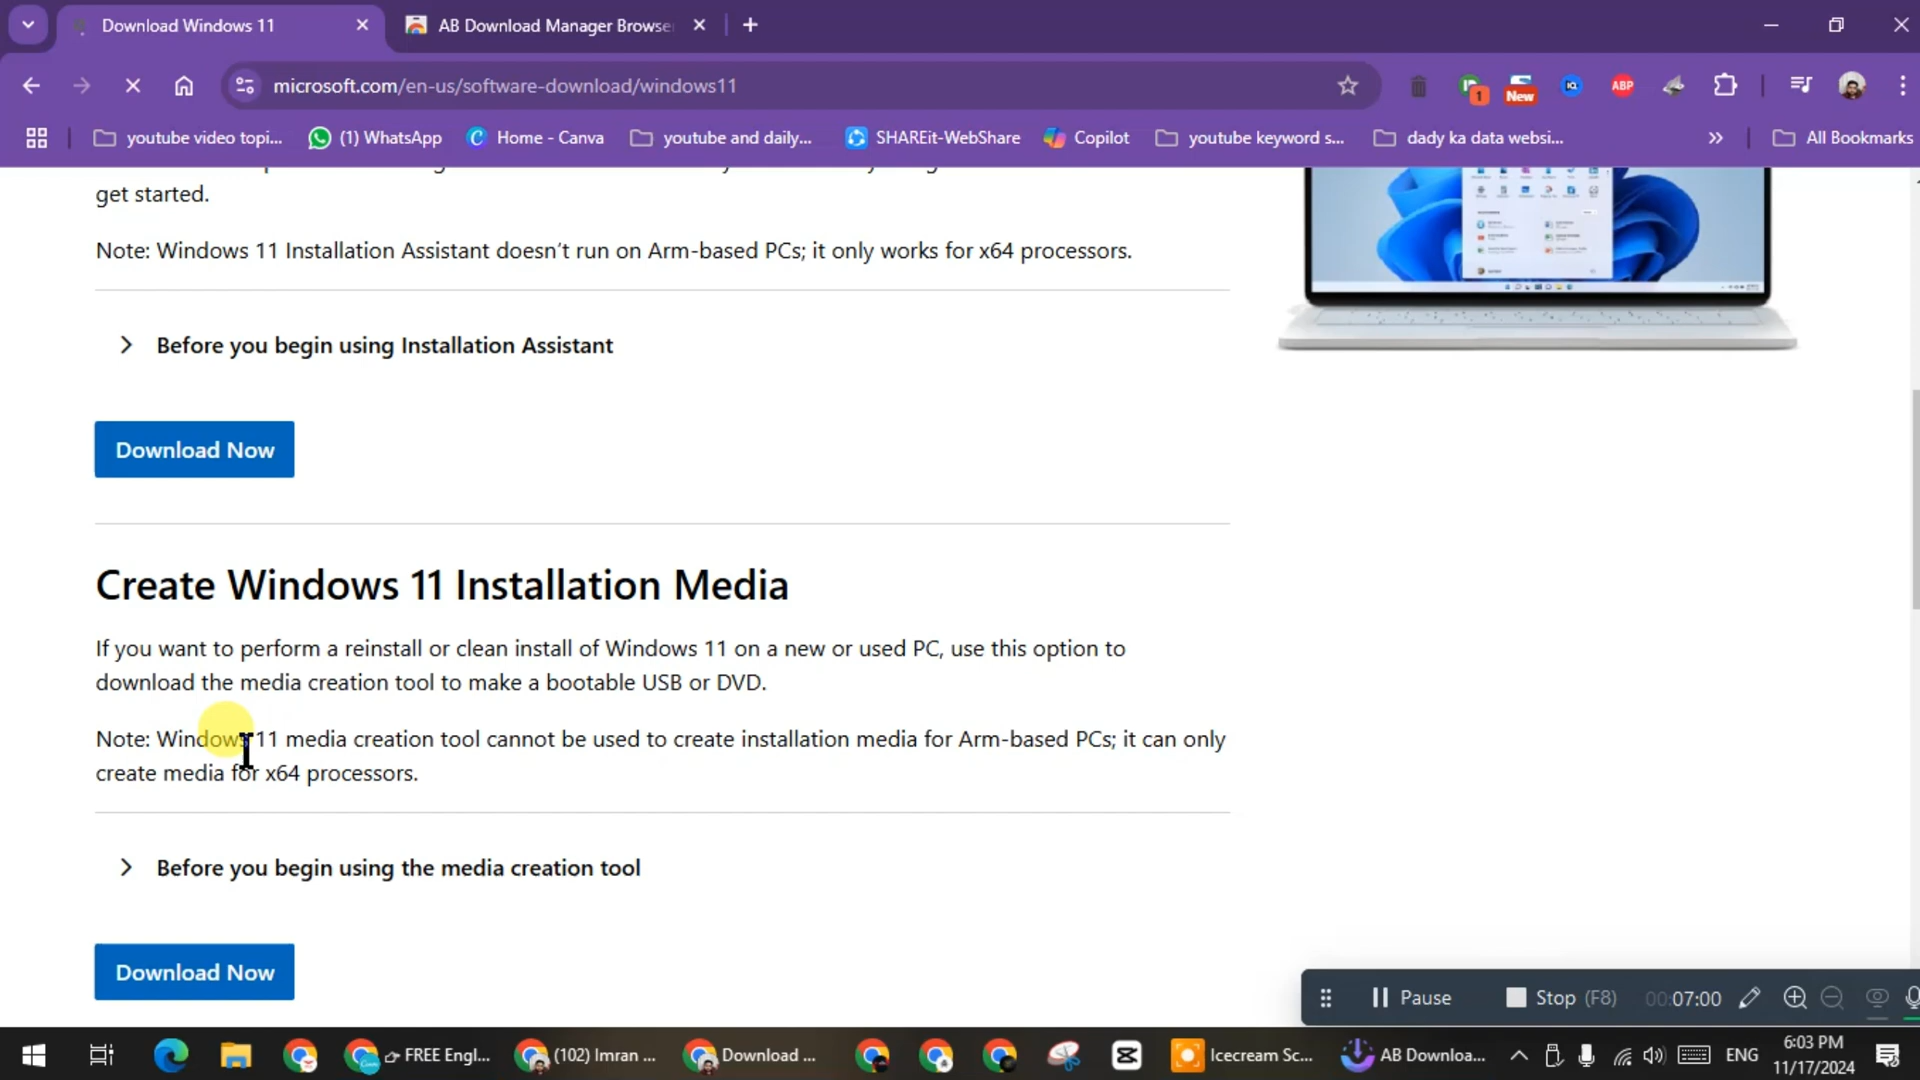 Download Windows 11
AB Download Manager Browse
microsoft.com/en-us/software-download/windows11
1
New
ABP
youtube video topi...
(1) WhatsApp
Home - Canva
youtube and daily...
SHAREit-WebShare
Copilot
youtube keyword s...
dady ka data websi...
All Bookmarks
get started.
Note: Windows 11 Installation Assistant doesn’t run on Arm-based PCs; it only works for x64 processors.
Before you begin using Installation Assistant
Download Now
Create Windows 11 Installation Media
If you want to perform a reinstall or clean install of Windows 11 on a new or used PC, use this option to
download the media creation tool to make a bootable USB or DVD.
Note: Windows 11 media creation tool cannot be used to create installation media for Arm-based PCs; it can only
create media for x64 processors.
Before you begin using the media creation tool
Download Now
Pause
Stop (F8)
00:07:00
FREE Engl...
(102) Imran ...
Download ...
Icecream Sc...
AB Downloa...
ENG
6:03 PM
11/17/2024